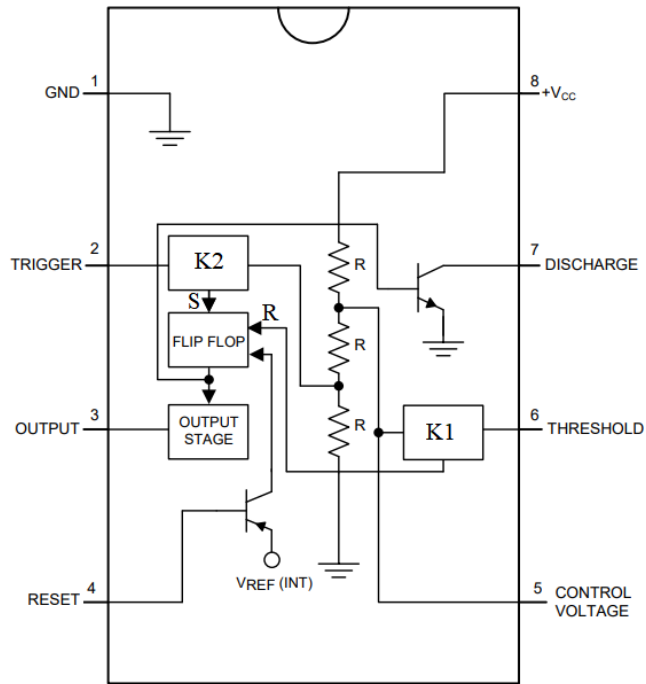 1
GND
8
+VCC
2
TRIGGER
K2
R
7
DISCHARGE
S
R
FLIP FLOP
R
3
OUTPUT
OUTPUT
STAGE
R
K1
6
THRESHOLD
4
RESET
VREF (INT)
5
CONTROL
VOLTAGE